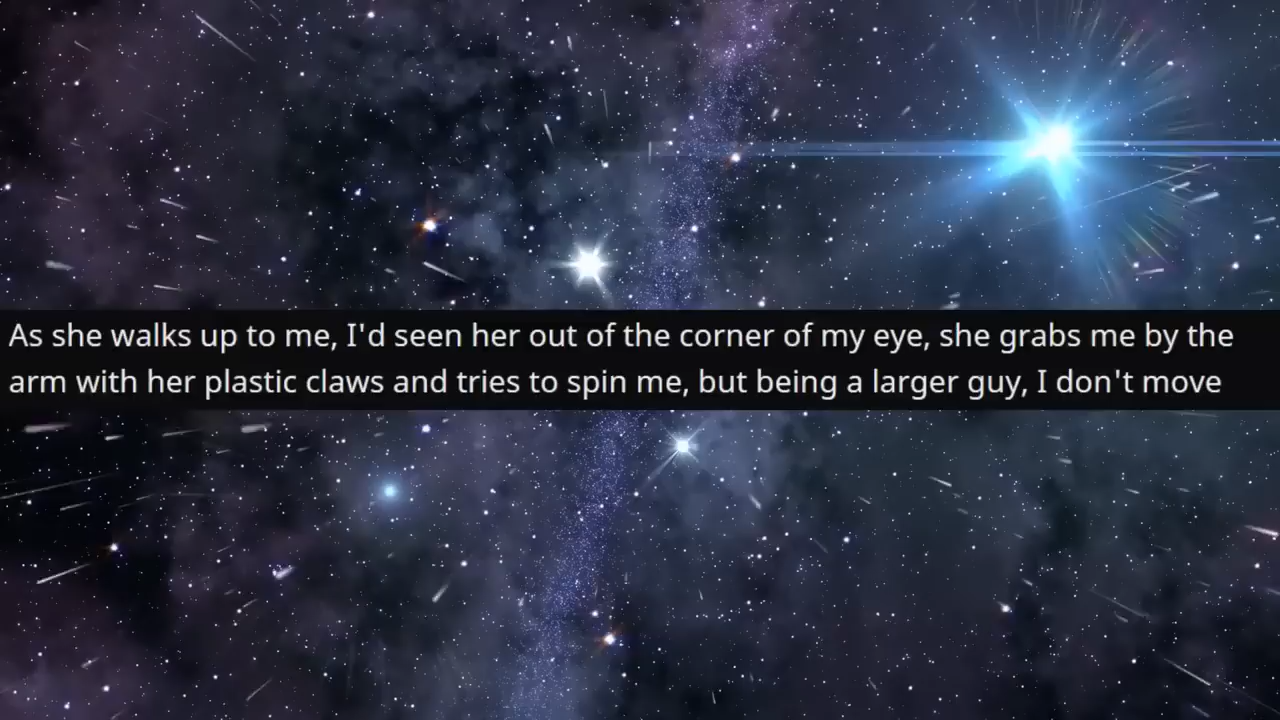 As she walks up to me, I'd seen her out of the corner of my eye, she grabs me by the
arm with her plastic claws and tries to spin me, but being a larger guy, I don't move